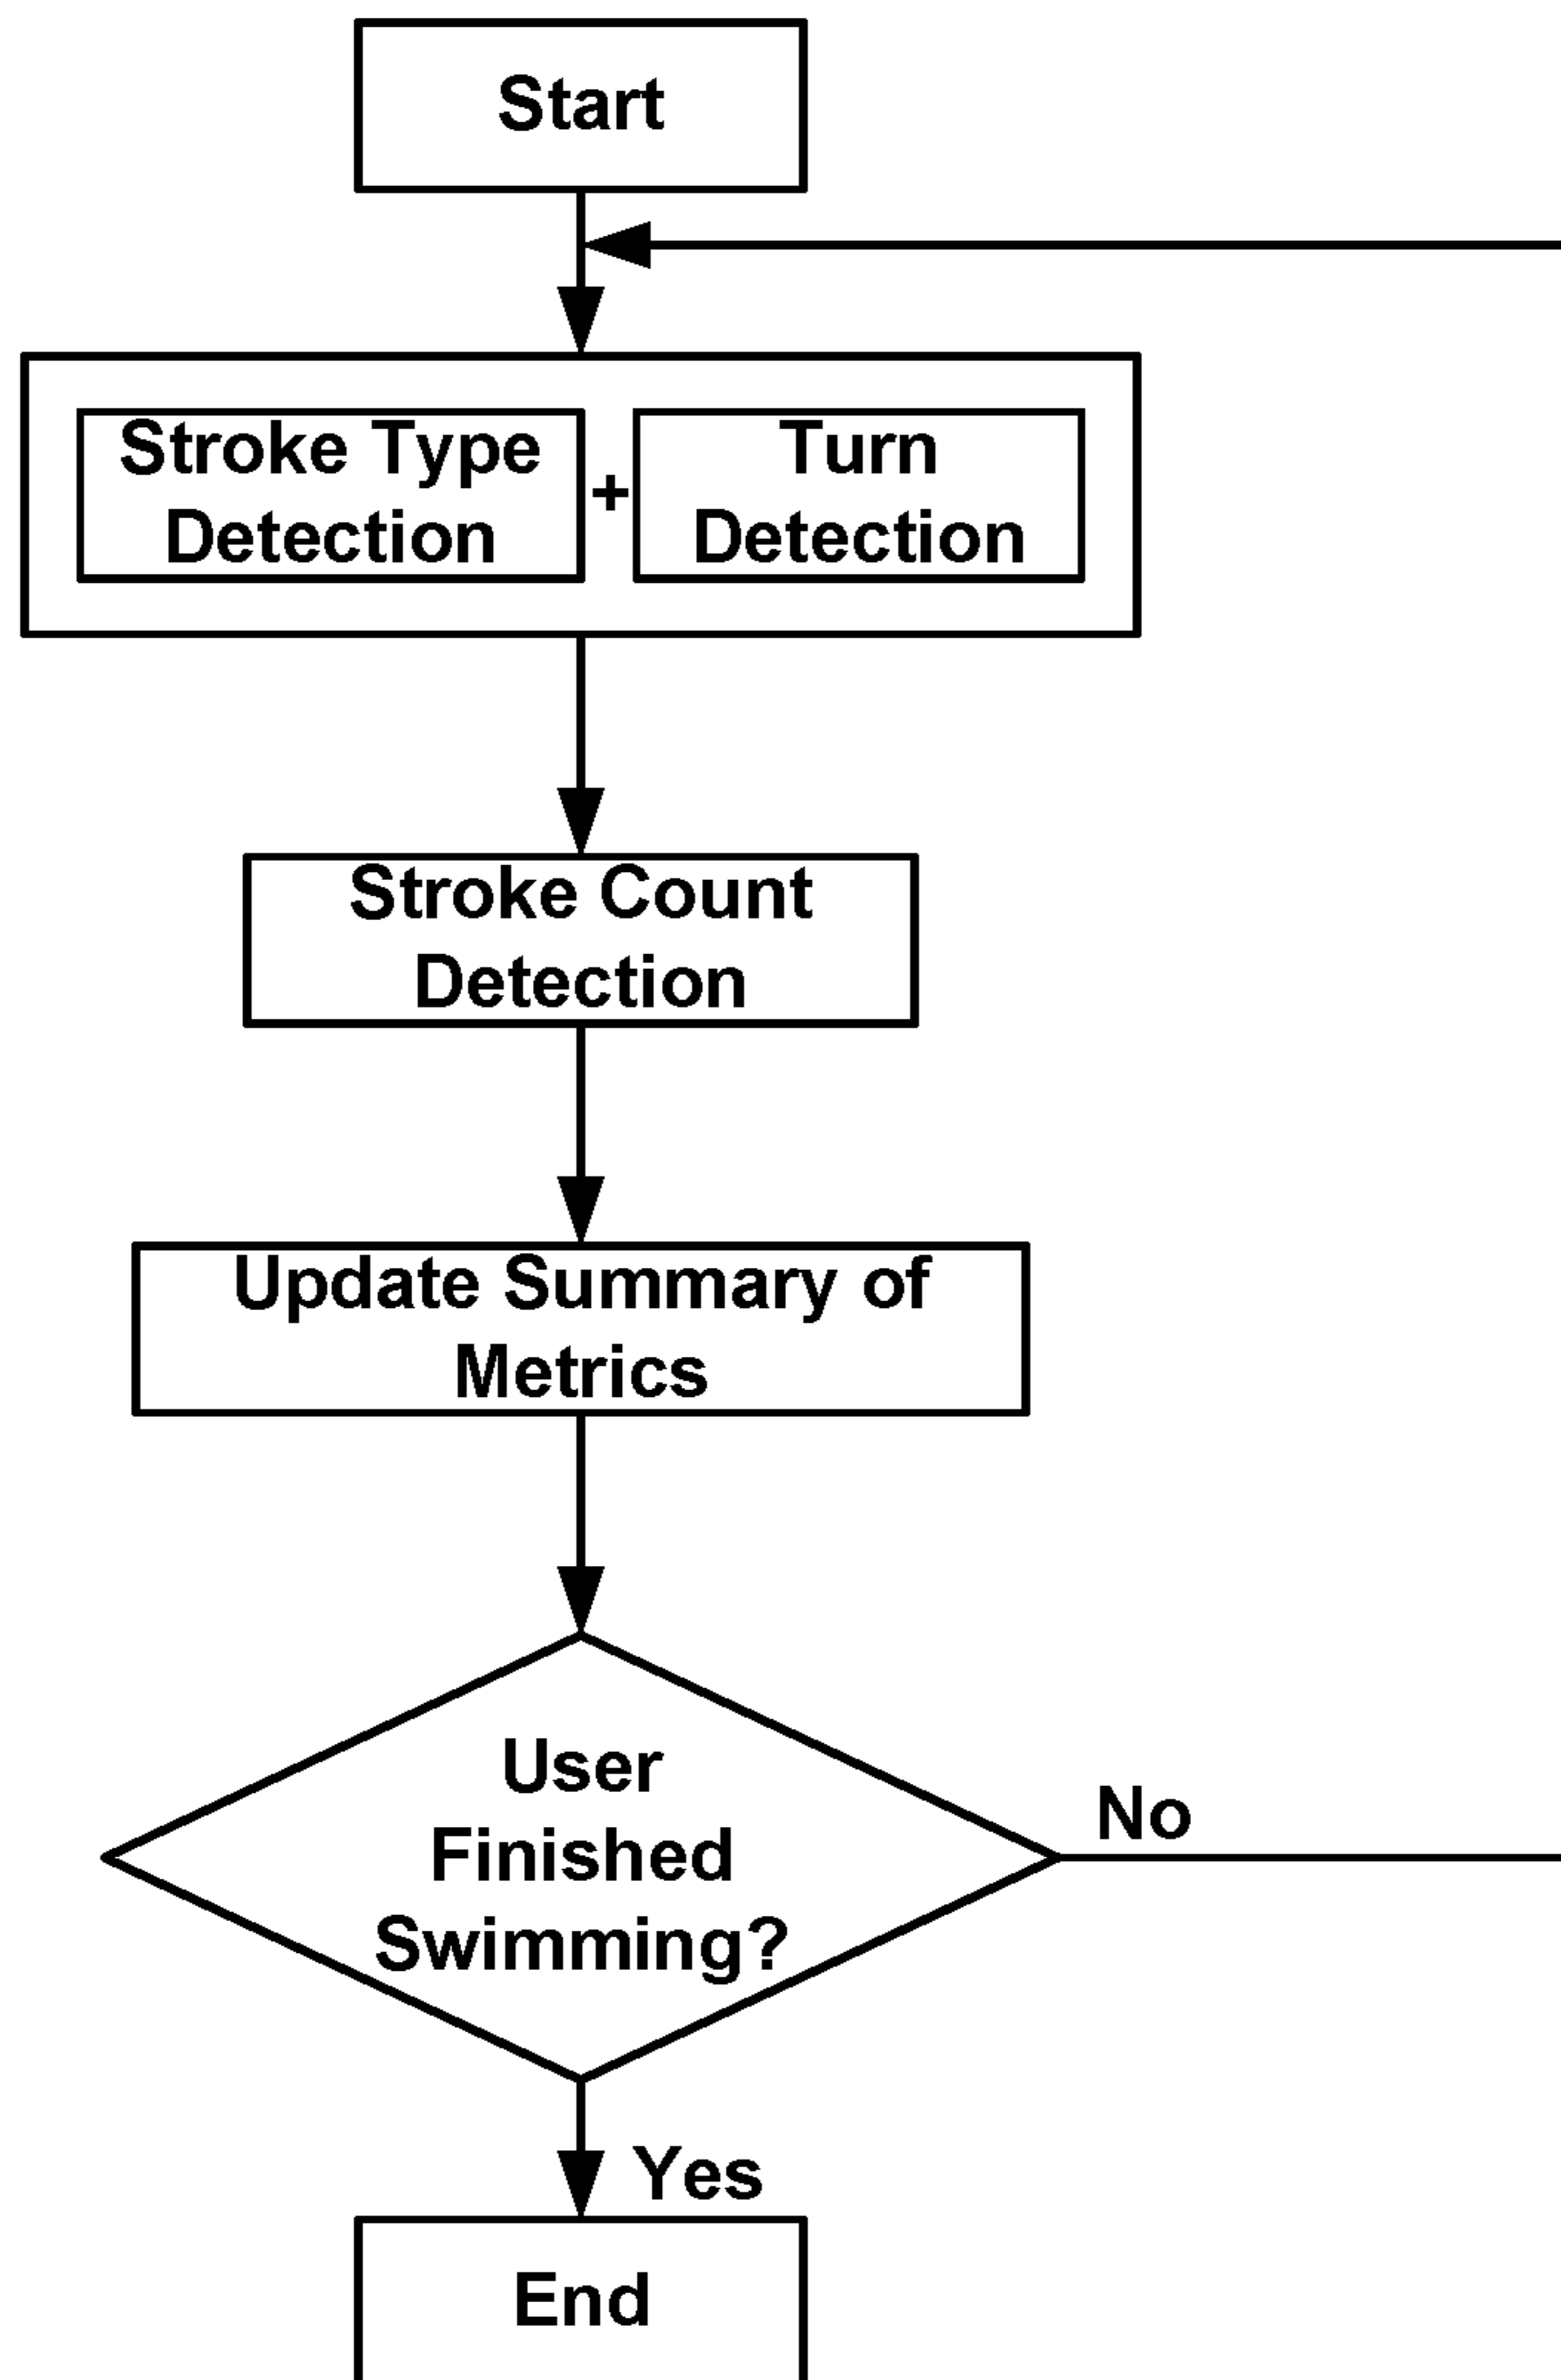 Start
Stroke Type
Detection
+
Turn
Detection
Stroke Count
Detection
Update Summary of
Metrics
User
Finished
Swimming?
No
Yes
End